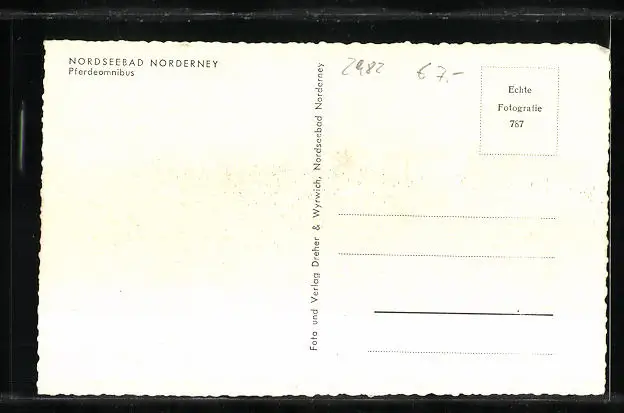 NORDSEEBAD NORDERNEY
Pferdeomnibus
Foto und Verlag Dreher & Wyrwich, Nordseebad Norderney
2982
€ 7.-
Echte
Fotografie
787